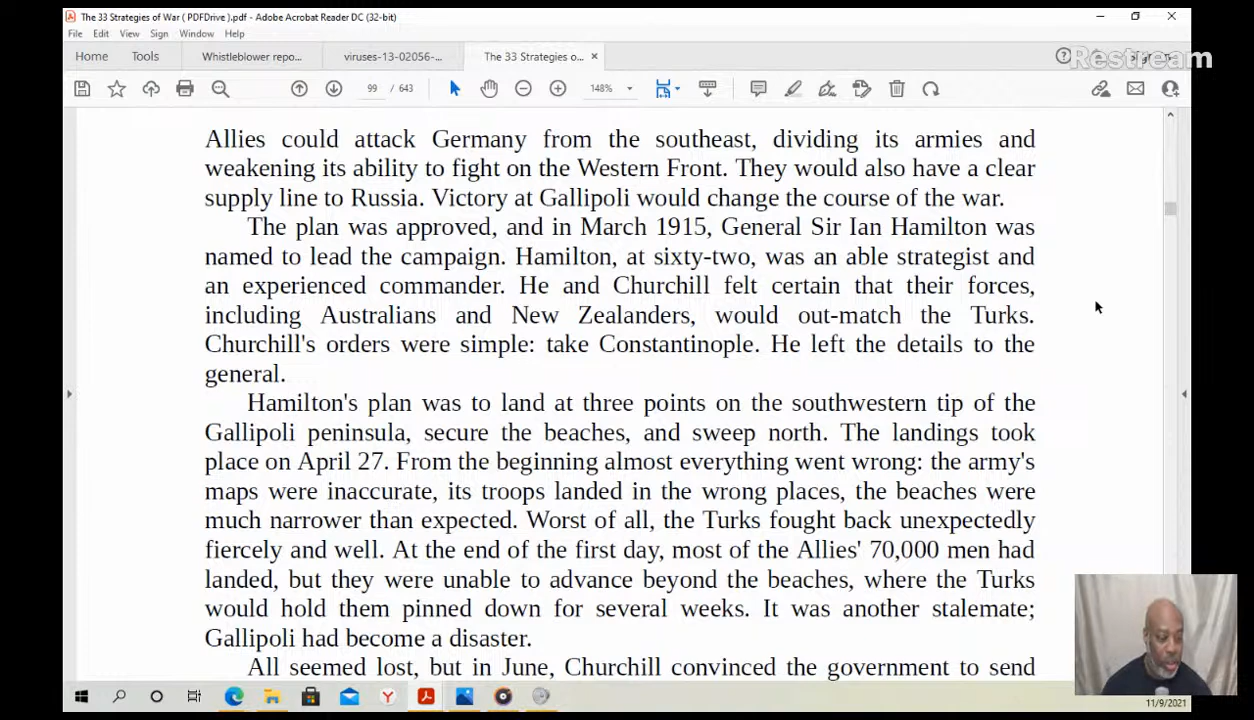 The 33 Strategies of War ( PDFDrive ).pdf - Adobe Acrobat Reader DC (32-bit)
File Edit View Sign Window Help
Home Tools Whistleblower repo... viruses-13-02056-... The 33 Strategies o... ×
Restream
99 / 643 148%
Allies could attack Germany from the southeast, dividing its armies and
weakening its ability to fight on the Western Front. They would also have a clear
supply line to Russia. Victory at Gallipoli would change the course of the war.
The plan was approved, and in March 1915, General Sir Ian Hamilton was
named to lead the campaign. Hamilton, at sixty-two, was an able strategist and
an experienced commander. He and Churchill felt certain that their forces,
including Australians and New Zealanders, would out-match the Turks.
Churchill's orders were simple: take Constantinople. He left the details to the
general.
Hamilton's plan was to land at three points on the southwestern tip of the
Gallipoli peninsula, secure the beaches, and sweep north. The landings took
place on April 27. From the beginning almost everything went wrong: the army's
maps were inaccurate, its troops landed in the wrong places, the beaches were
much narrower than expected. Worst of all, the Turks fought back unexpectedly
fiercely and well. At the end of the first day, most of the Allies' 70,000 men had
landed, but they were unable to advance beyond the beaches, where the Turks
would hold them pinned down for several weeks. It was another stalemate;
Gallipoli had become a disaster.
All seemed lost, but in June, Churchill convinced the government to send
11/9/2021